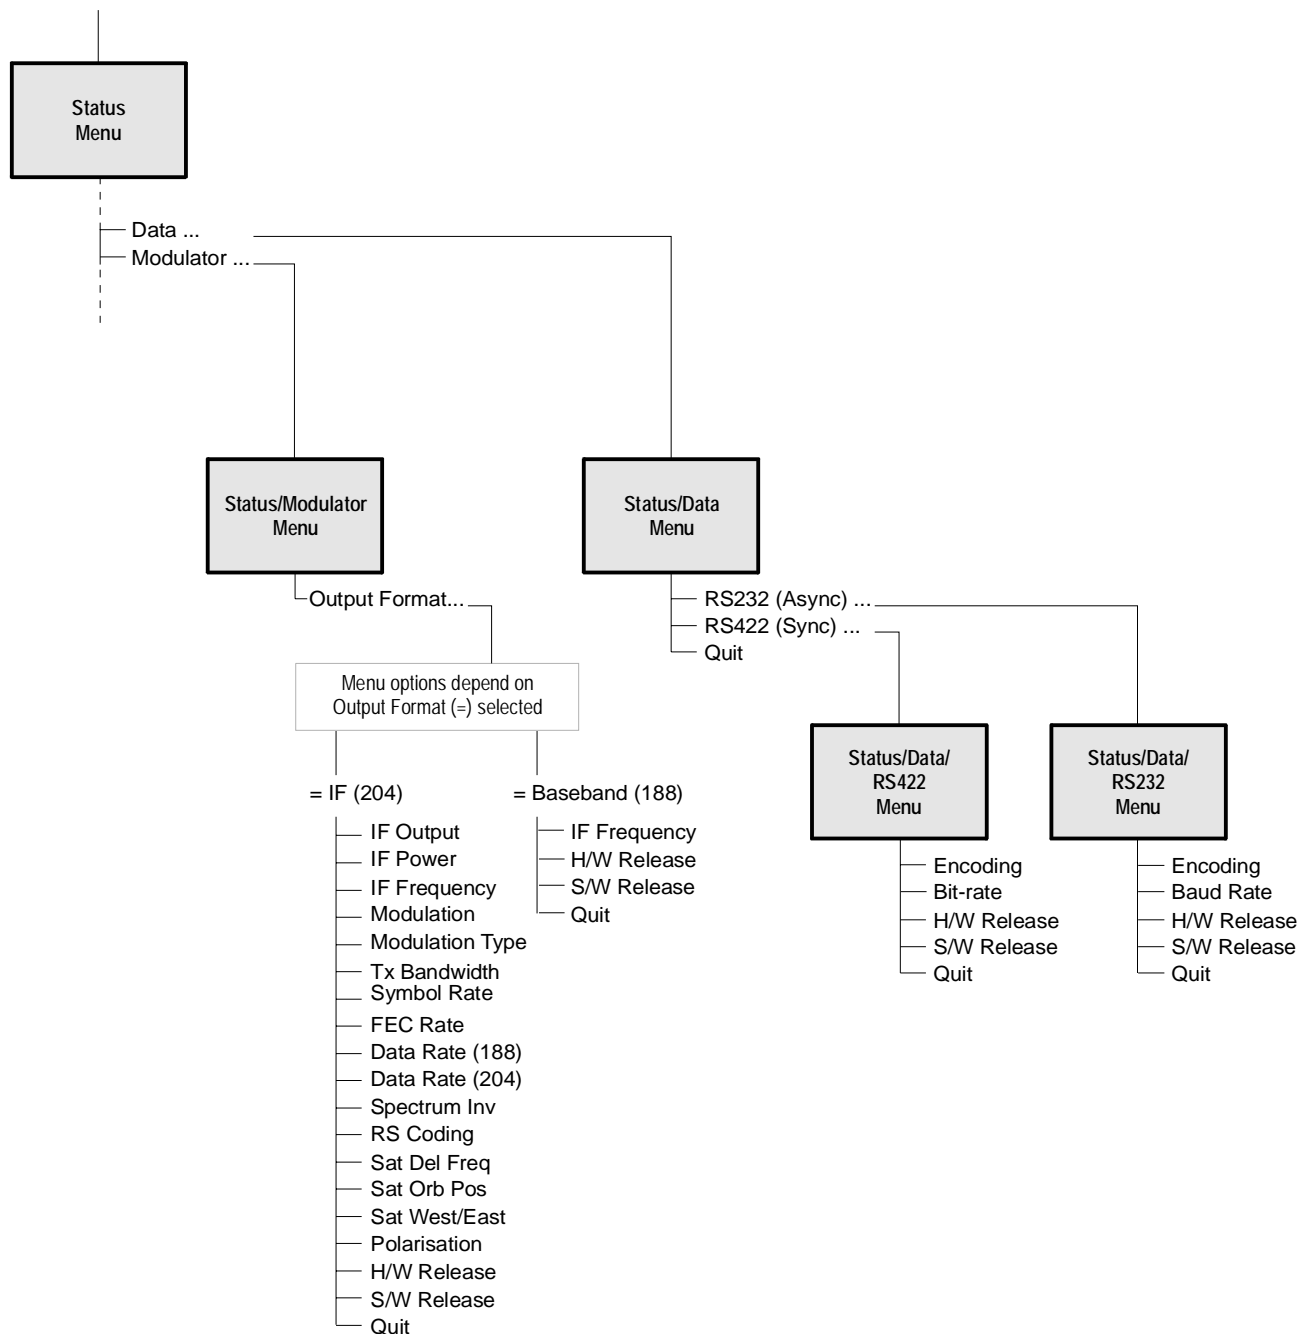 Status
Menu
Data ...
Modulator ...
Status/Modulator
Menu
Status/Data
Menu
Output Format...
RS232 (Async) ...
RS422 (Sync) ...
Quit
Menu options depend on
Output Format (=) selected
= IF (204)
IF Output
IF Power
IF Frequency
Modulation
Modulation Type
Tx Bandwidth
Symbol Rate
FEC Rate
Data Rate (188)
Data Rate (204)
Spectrum Inv
RS Coding
Sat Del Freq
Sat Orb Pos
Sat West/East
Polarisation
H/W Release
S/W Release
Quit
= Baseband (188)
IF Frequency
H/W Release
S/W Release
Quit
Status/Data/
RS422
Menu
Encoding
Bit-rate
H/W Release
S/W Release
Quit
Status/Data/
RS232
Menu
Encoding
Baud Rate
H/W Release
S/W Release
Quit